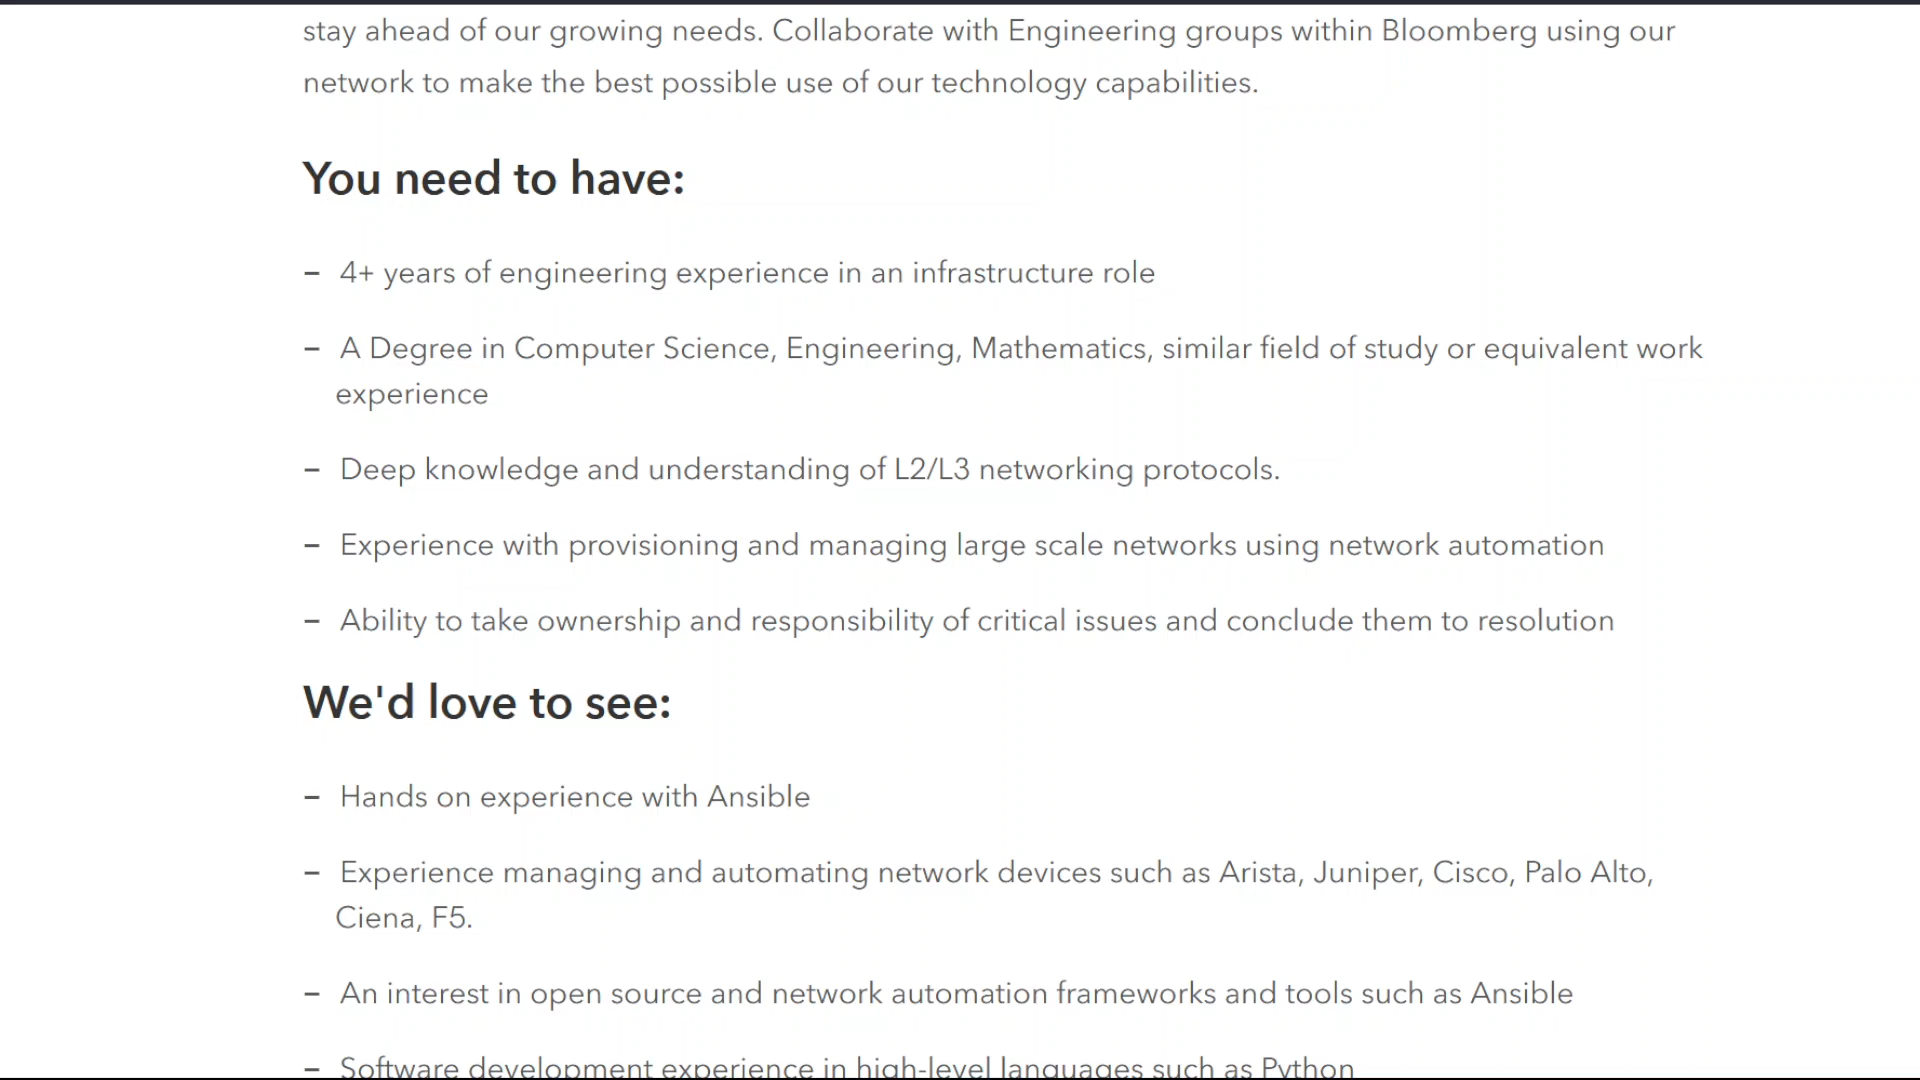 stay ahead of our growing needs. Collaborate with Engineering groups within Bloomberg using our
network to make the best possible use of our technology capabilities.
You need to have:
– 4+ years of engineering experience in an infrastructure role
– A Degree in Computer Science, Engineering, Mathematics, similar field of study or equivalent work
experience
– Deep knowledge and understanding of L2/L3 networking protocols.
– Experience with provisioning and managing large scale networks using network automation
– Ability to take ownership and responsibility of critical issues and conclude them to resolution
We'd love to see:
– Hands on experience with Ansible
– Experience managing and automating network devices such as Arista, Juniper, Cisco, Palo Alto,
Ciena, F5.
– An interest in open source and network automation frameworks and tools such as Ansible
– Software development experience in high-level languages such as Python